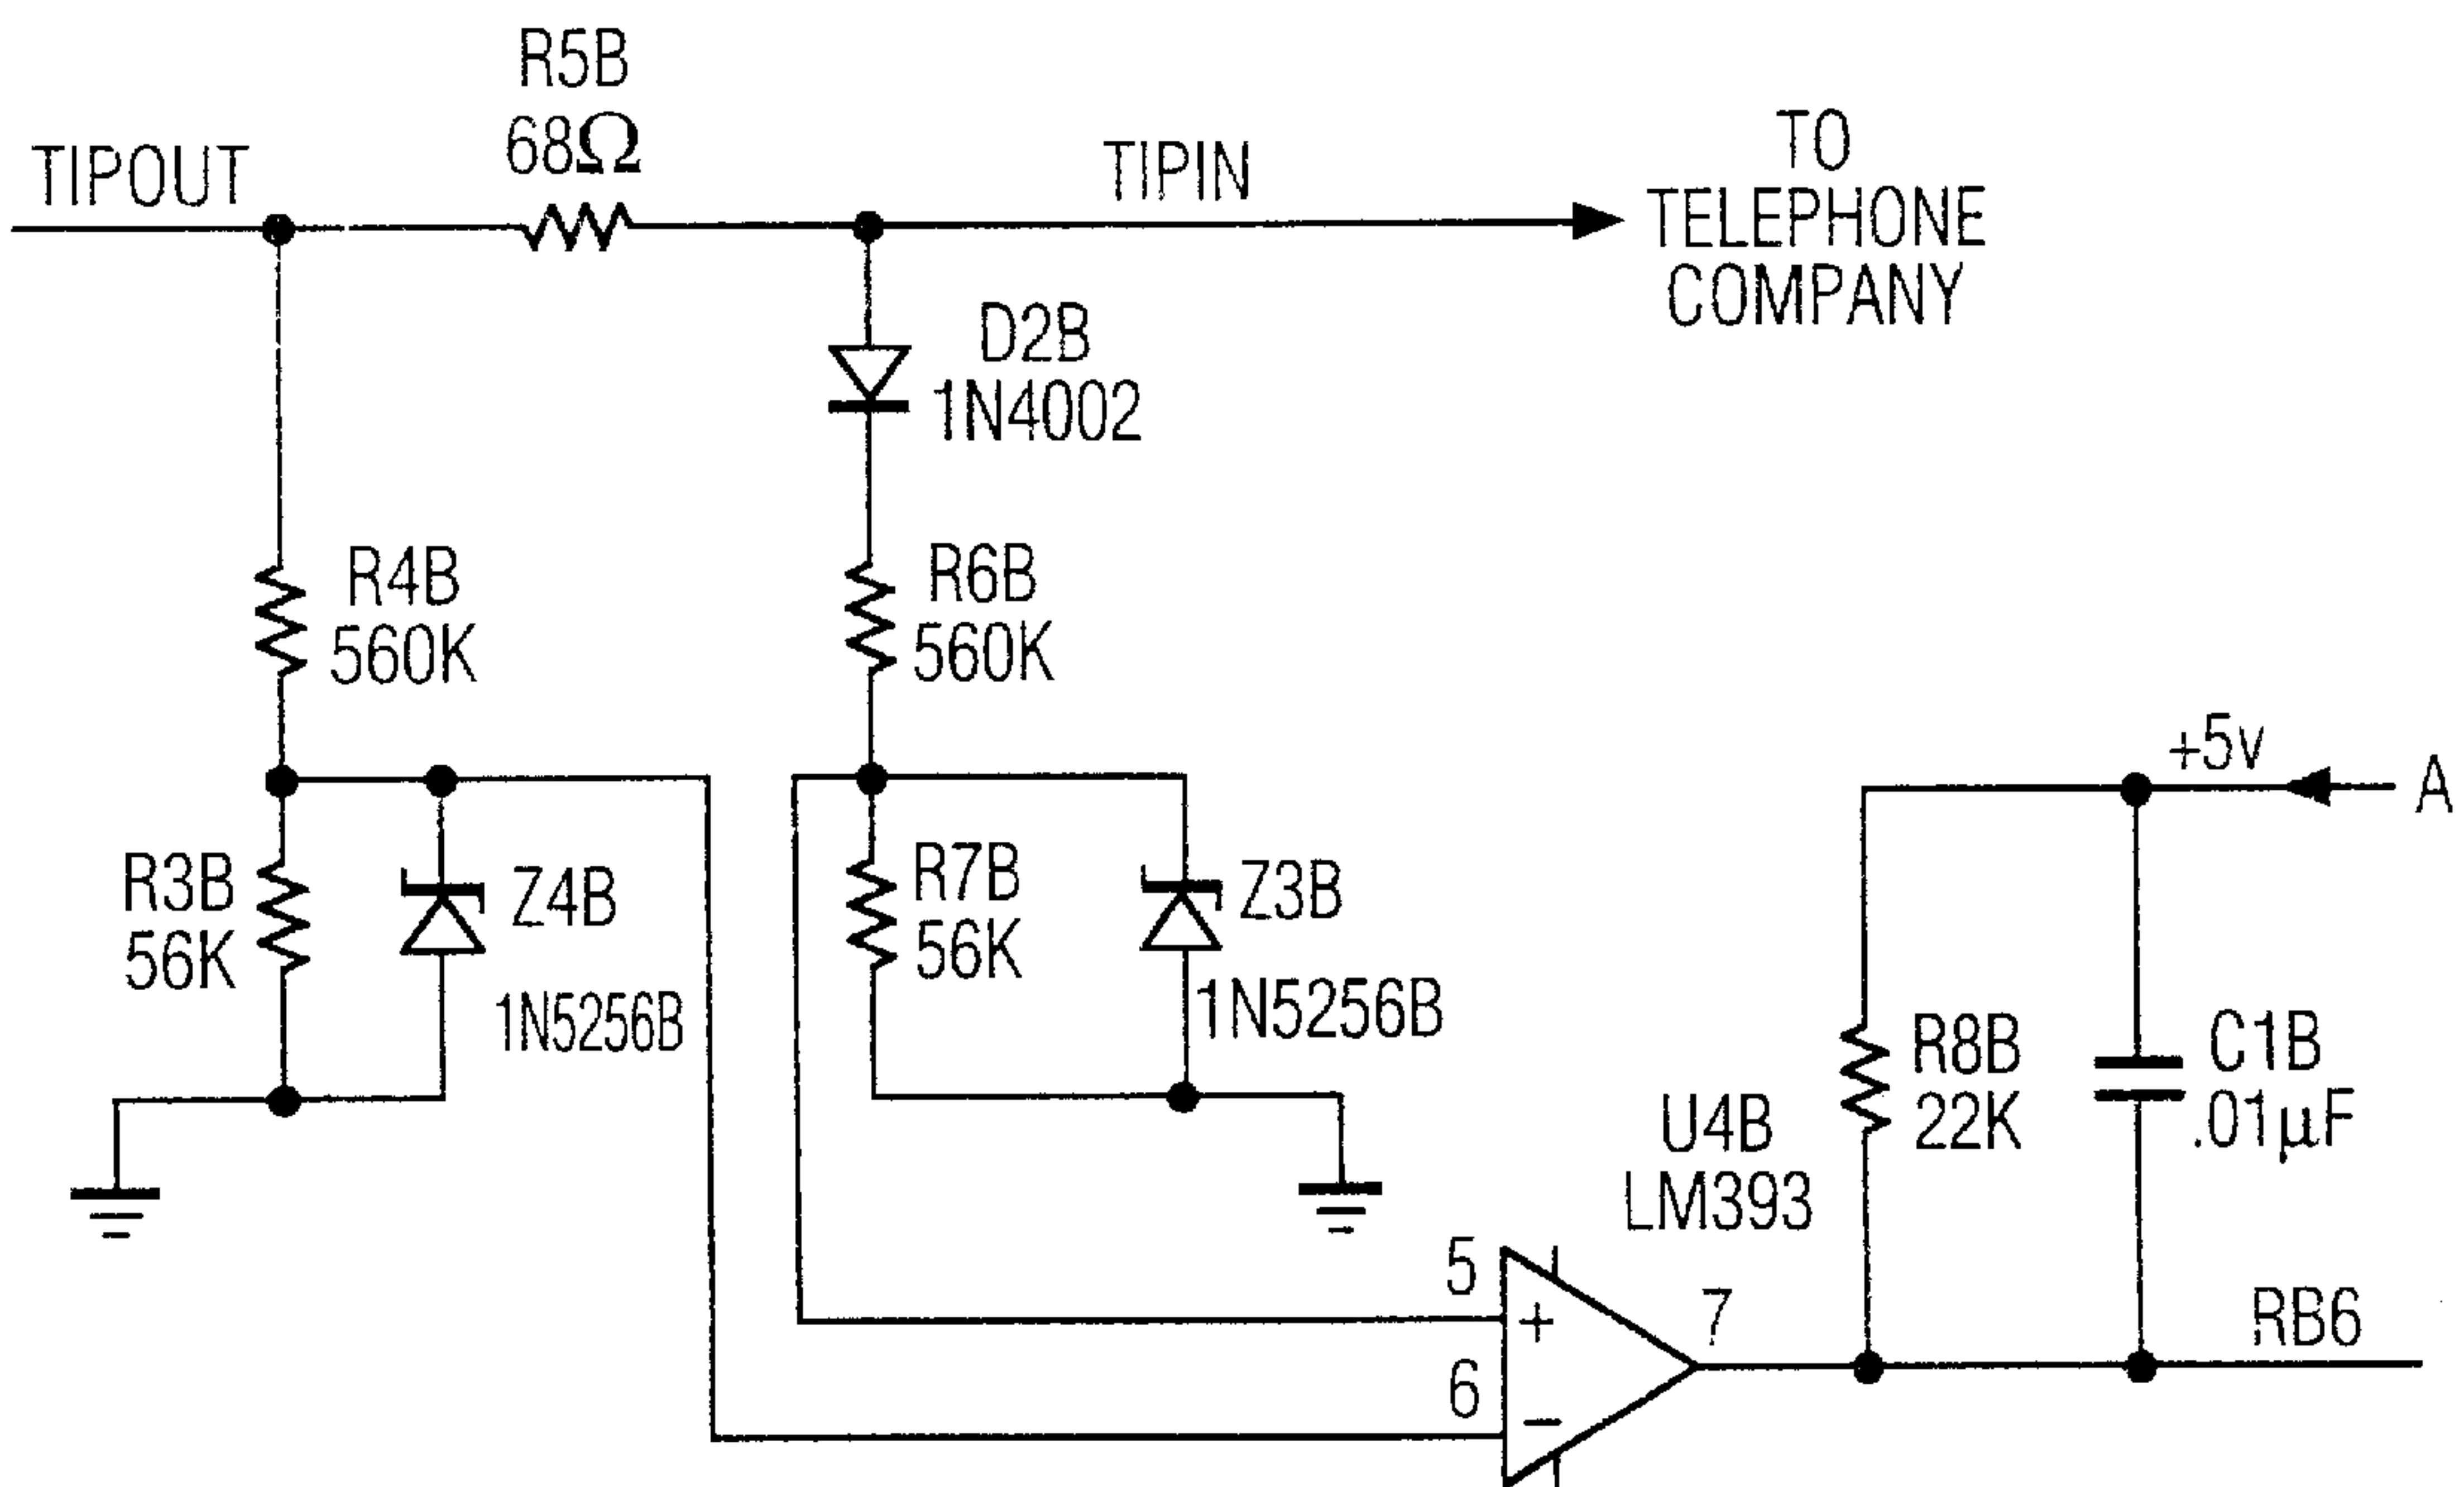 R5B
68Ω
TIPOUT
TIPIN
TO
TELEPHONE
COMPANY
D2B
1N4002
R4B
560K
R6B
560K
+5v
A
R3B
56K
Z4B
1N5256B
R7B
56K
Z3B
1N5256B
R8B
22K
C1B
.01µF
U4B
LM393
5
+
6
−
7
RB6